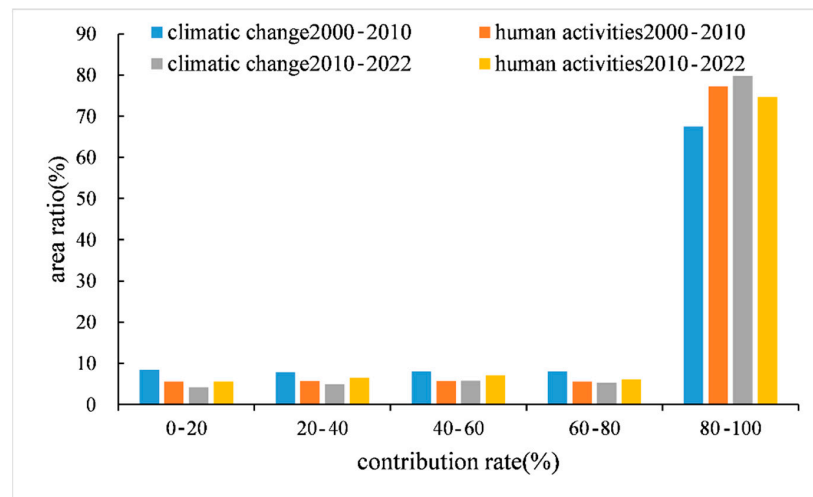 climatic change2000-2010 human activities2000-2010
climatic change2010-2022 human activities2010-2022
90
80
70
60
50
40
30
20
10
0
area ratio(%)
0-20 20-40 40-60 60-80 80-100
contribution rate(%)